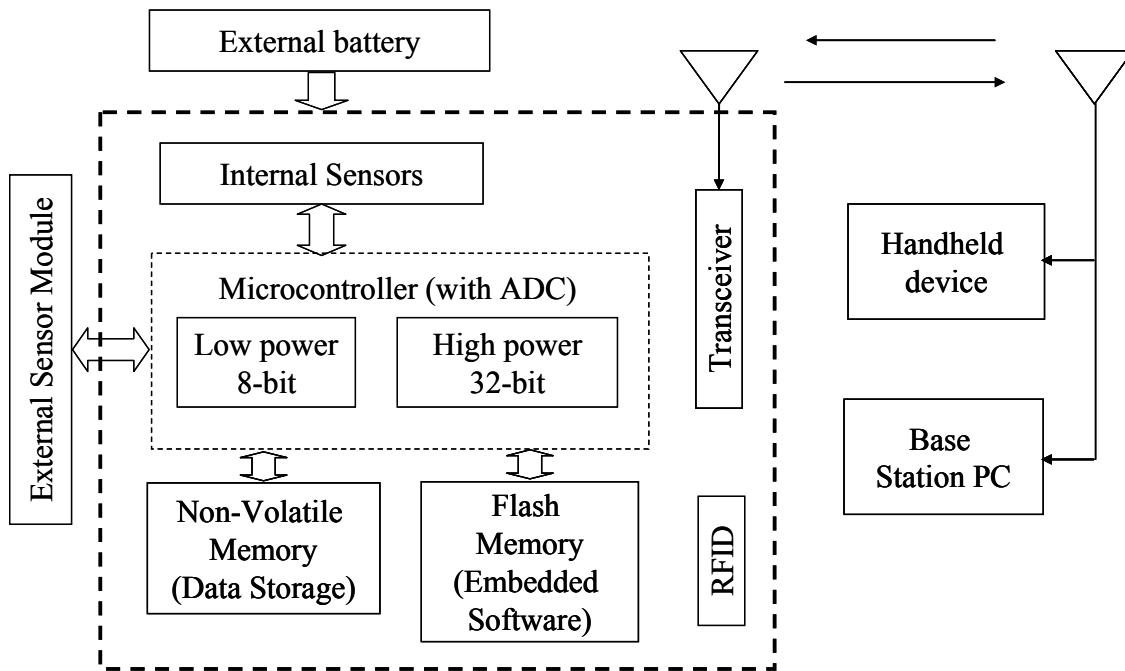 External battery
Internal Sensors
External Sensor Module
Microcontroller (with ADC)
Low power
8-bit
High power
32-bit
Non-Volatile
Memory
(Data Storage)
Flash
Memory
(Embedded
Software)
Transceiver
RFID
Handheld
device
Base
Station PC